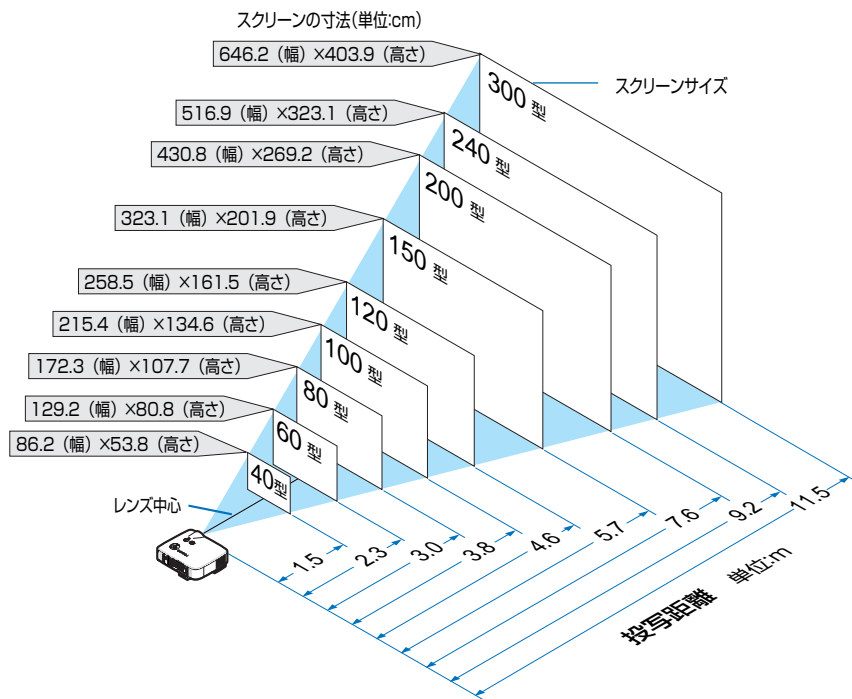 スクリーンの寸法(単位:cm)
646.2（幅）×403.9（高さ）
スクリーンサイズ
300 型
516.9（幅）×323.1（高さ）
240 型
430.8（幅）×269.2（高さ）
200 型
323.1（幅）×201.9（高さ）
150 型
258.5（幅）×161.5（高さ）
120 型
215.4（幅）×134.6（高さ）
100 型
172.3（幅）×107.7（高さ）
80 型
129.2（幅）×80.8（高さ）
60 型
86.2（幅）×53.8（高さ）
40型
レンズ中心
1.5
2.3
3.0
3.8
4.6
5.7
7.6
9.2
11.5
投写距離 単位:m